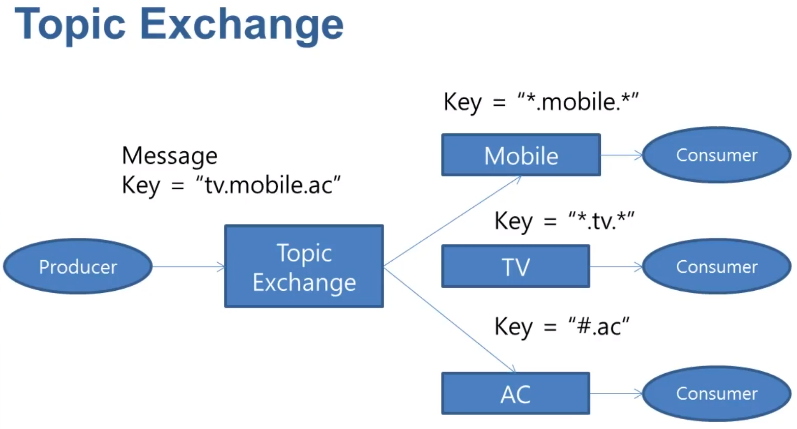 Topic Exchange
Key = “*.mobile.*”
Message
Key = “tv.mobile.ac”
Mobile
Consumer
Key = “*.tv.*”
Producer
Topic
Exchange
TV
Consumer
Key = “#.ac”
AC
Consumer